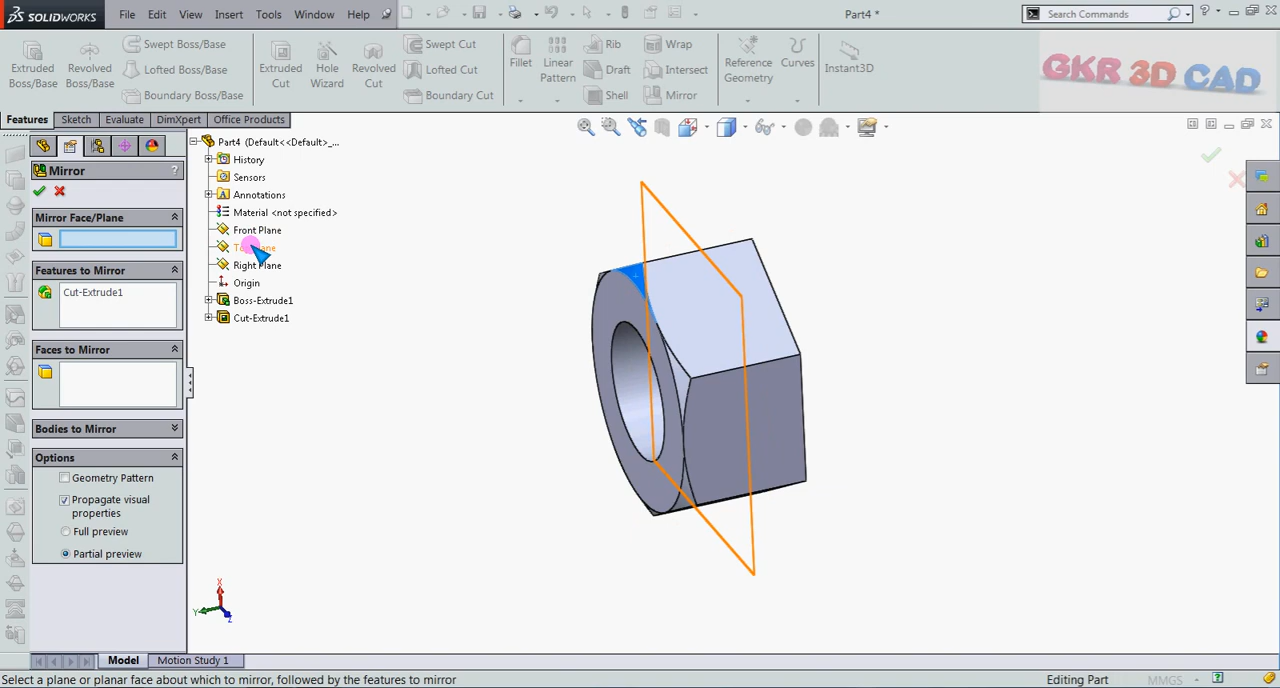 SOLIDWORKS File Edit View Insert Tools Window Help Part4 * Search Commands ?
Extruded Boss/Base
Revolved Boss/Base
Swept Boss/Base
Lofted Boss/Base
Boundary Boss/Base
Extruded Cut
Hole Wizard
Revolved Cut
Swept Cut
Lofted Cut
Boundary Cut
Fillet
Linear Pattern
Rib
Draft
Shell
Wrap
Intersect
Mirror
Reference Geometry
Curves
Instant3D
GKR 3D CAD
Features Sketch Evaluate DimXpert Office Products
Mirror ?
Mirror Face/Plane
Features to Mirror
Cut-Extrude1
Faces to Mirror
Bodies to Mirror
Options
Geometry Pattern
Propagate visual properties
Full preview
Partial preview
Part4 (Default<<Default>_...
History
Sensors
Annotations
Material <not specified>
Front Plane
Right Plane
Origin
Boss-Extrude1
Cut-Extrude1
X
Y
Z
Model Motion Study 1
Select a plane or planar face about which to mirror, followed by the features to mirror Editing Part MMGS ?